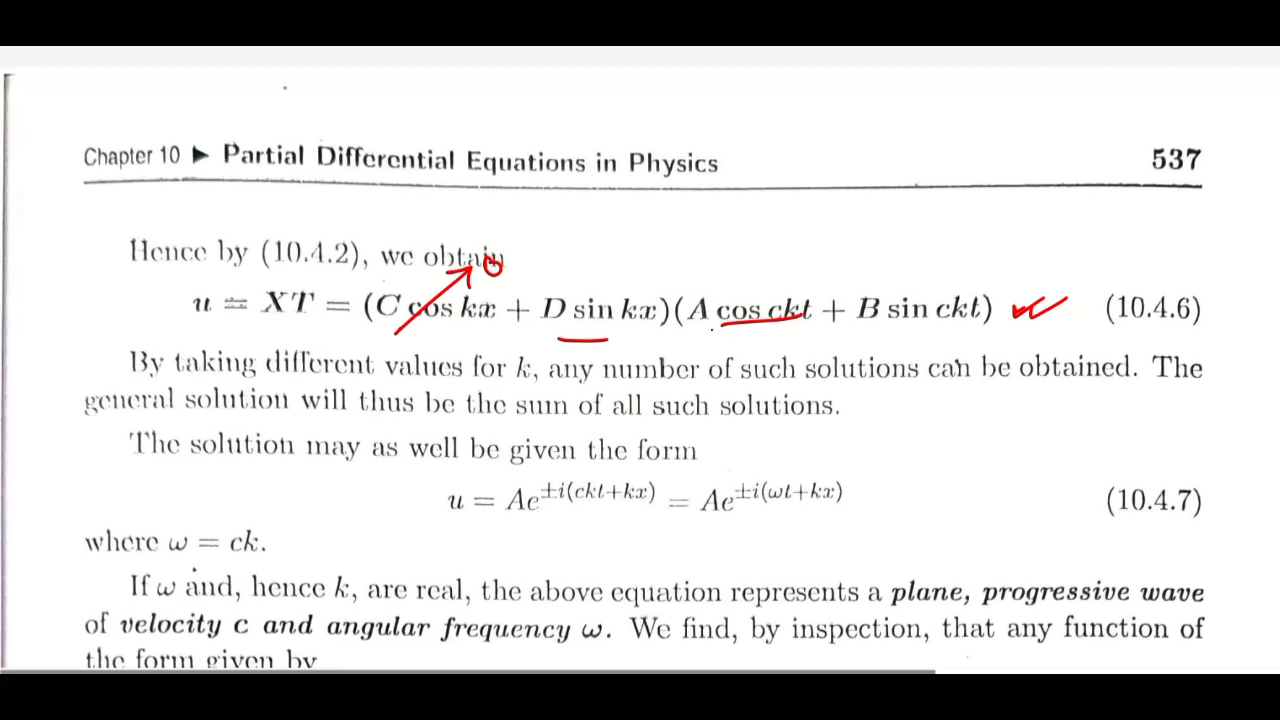 Chapter 10 ► Partial Differential Equations in Physics 537
Hence by (10.4.2), we obtain
u = XT = (C cos kx + D sin kx)(A cos ckt + B sin ckt) (10.4.6)
By taking different values for k, any number of such solutions can be obtained. The
general solution will thus be the sum of all such solutions.
The solution may as well be given the form
u = Ae^{±i(ckt+kx)} = Ae^{±i(ωt+kx)} (10.4.7)
where ω = ck.
If ω and, hence k, are real, the above equation represents a plane, progressive wave
of velocity c and angular frequency ω. We find, by inspection, that any function of
the form given by